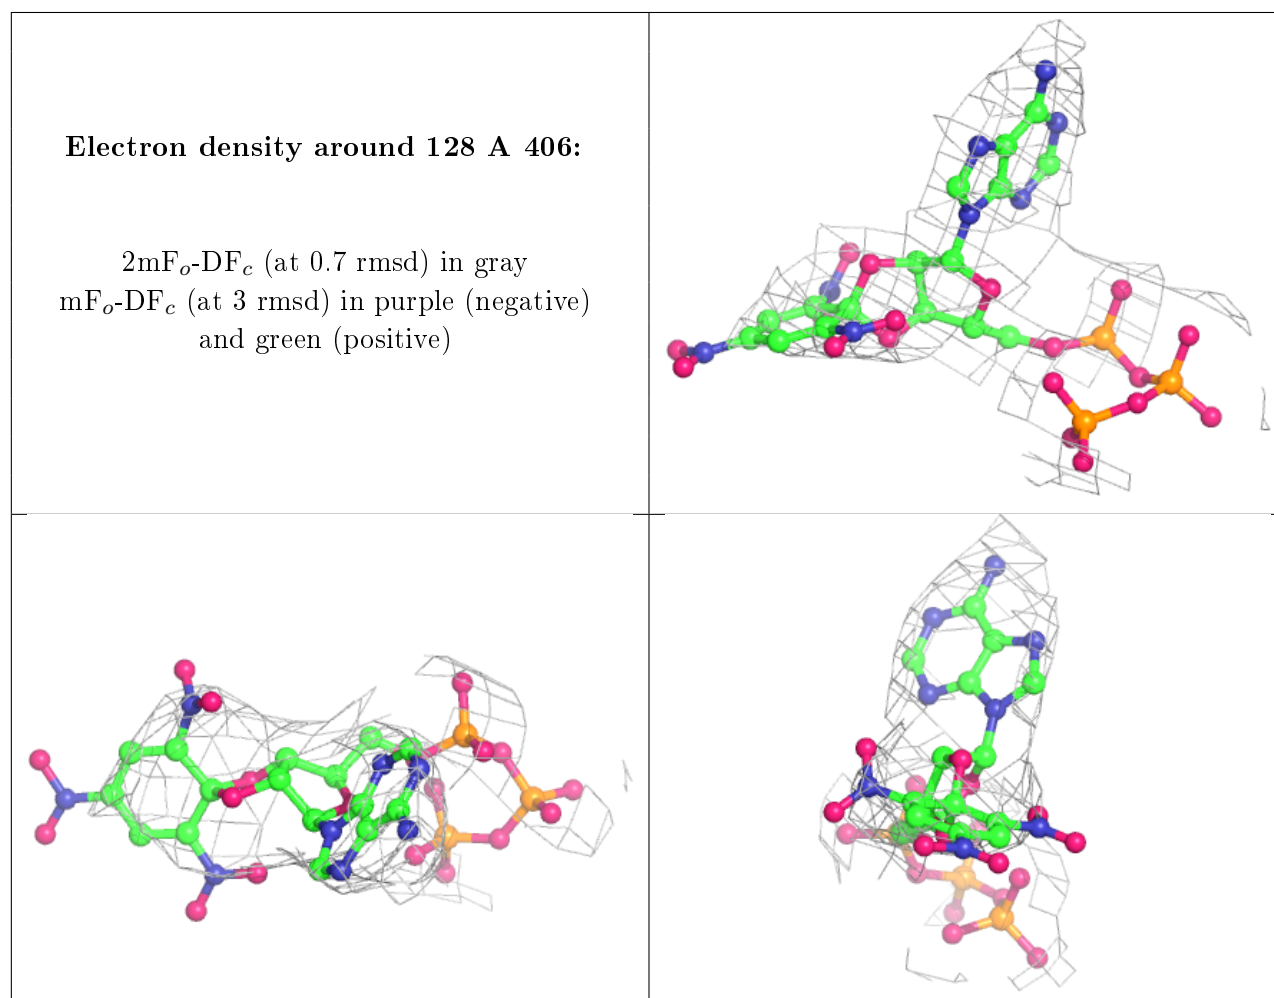 Electron density around 128 A 406:
2mFo-DFc (at 0.7 rmsd) in gray
mFo-DFc (at 3 rmsd) in purple (negative)
and green (positive)